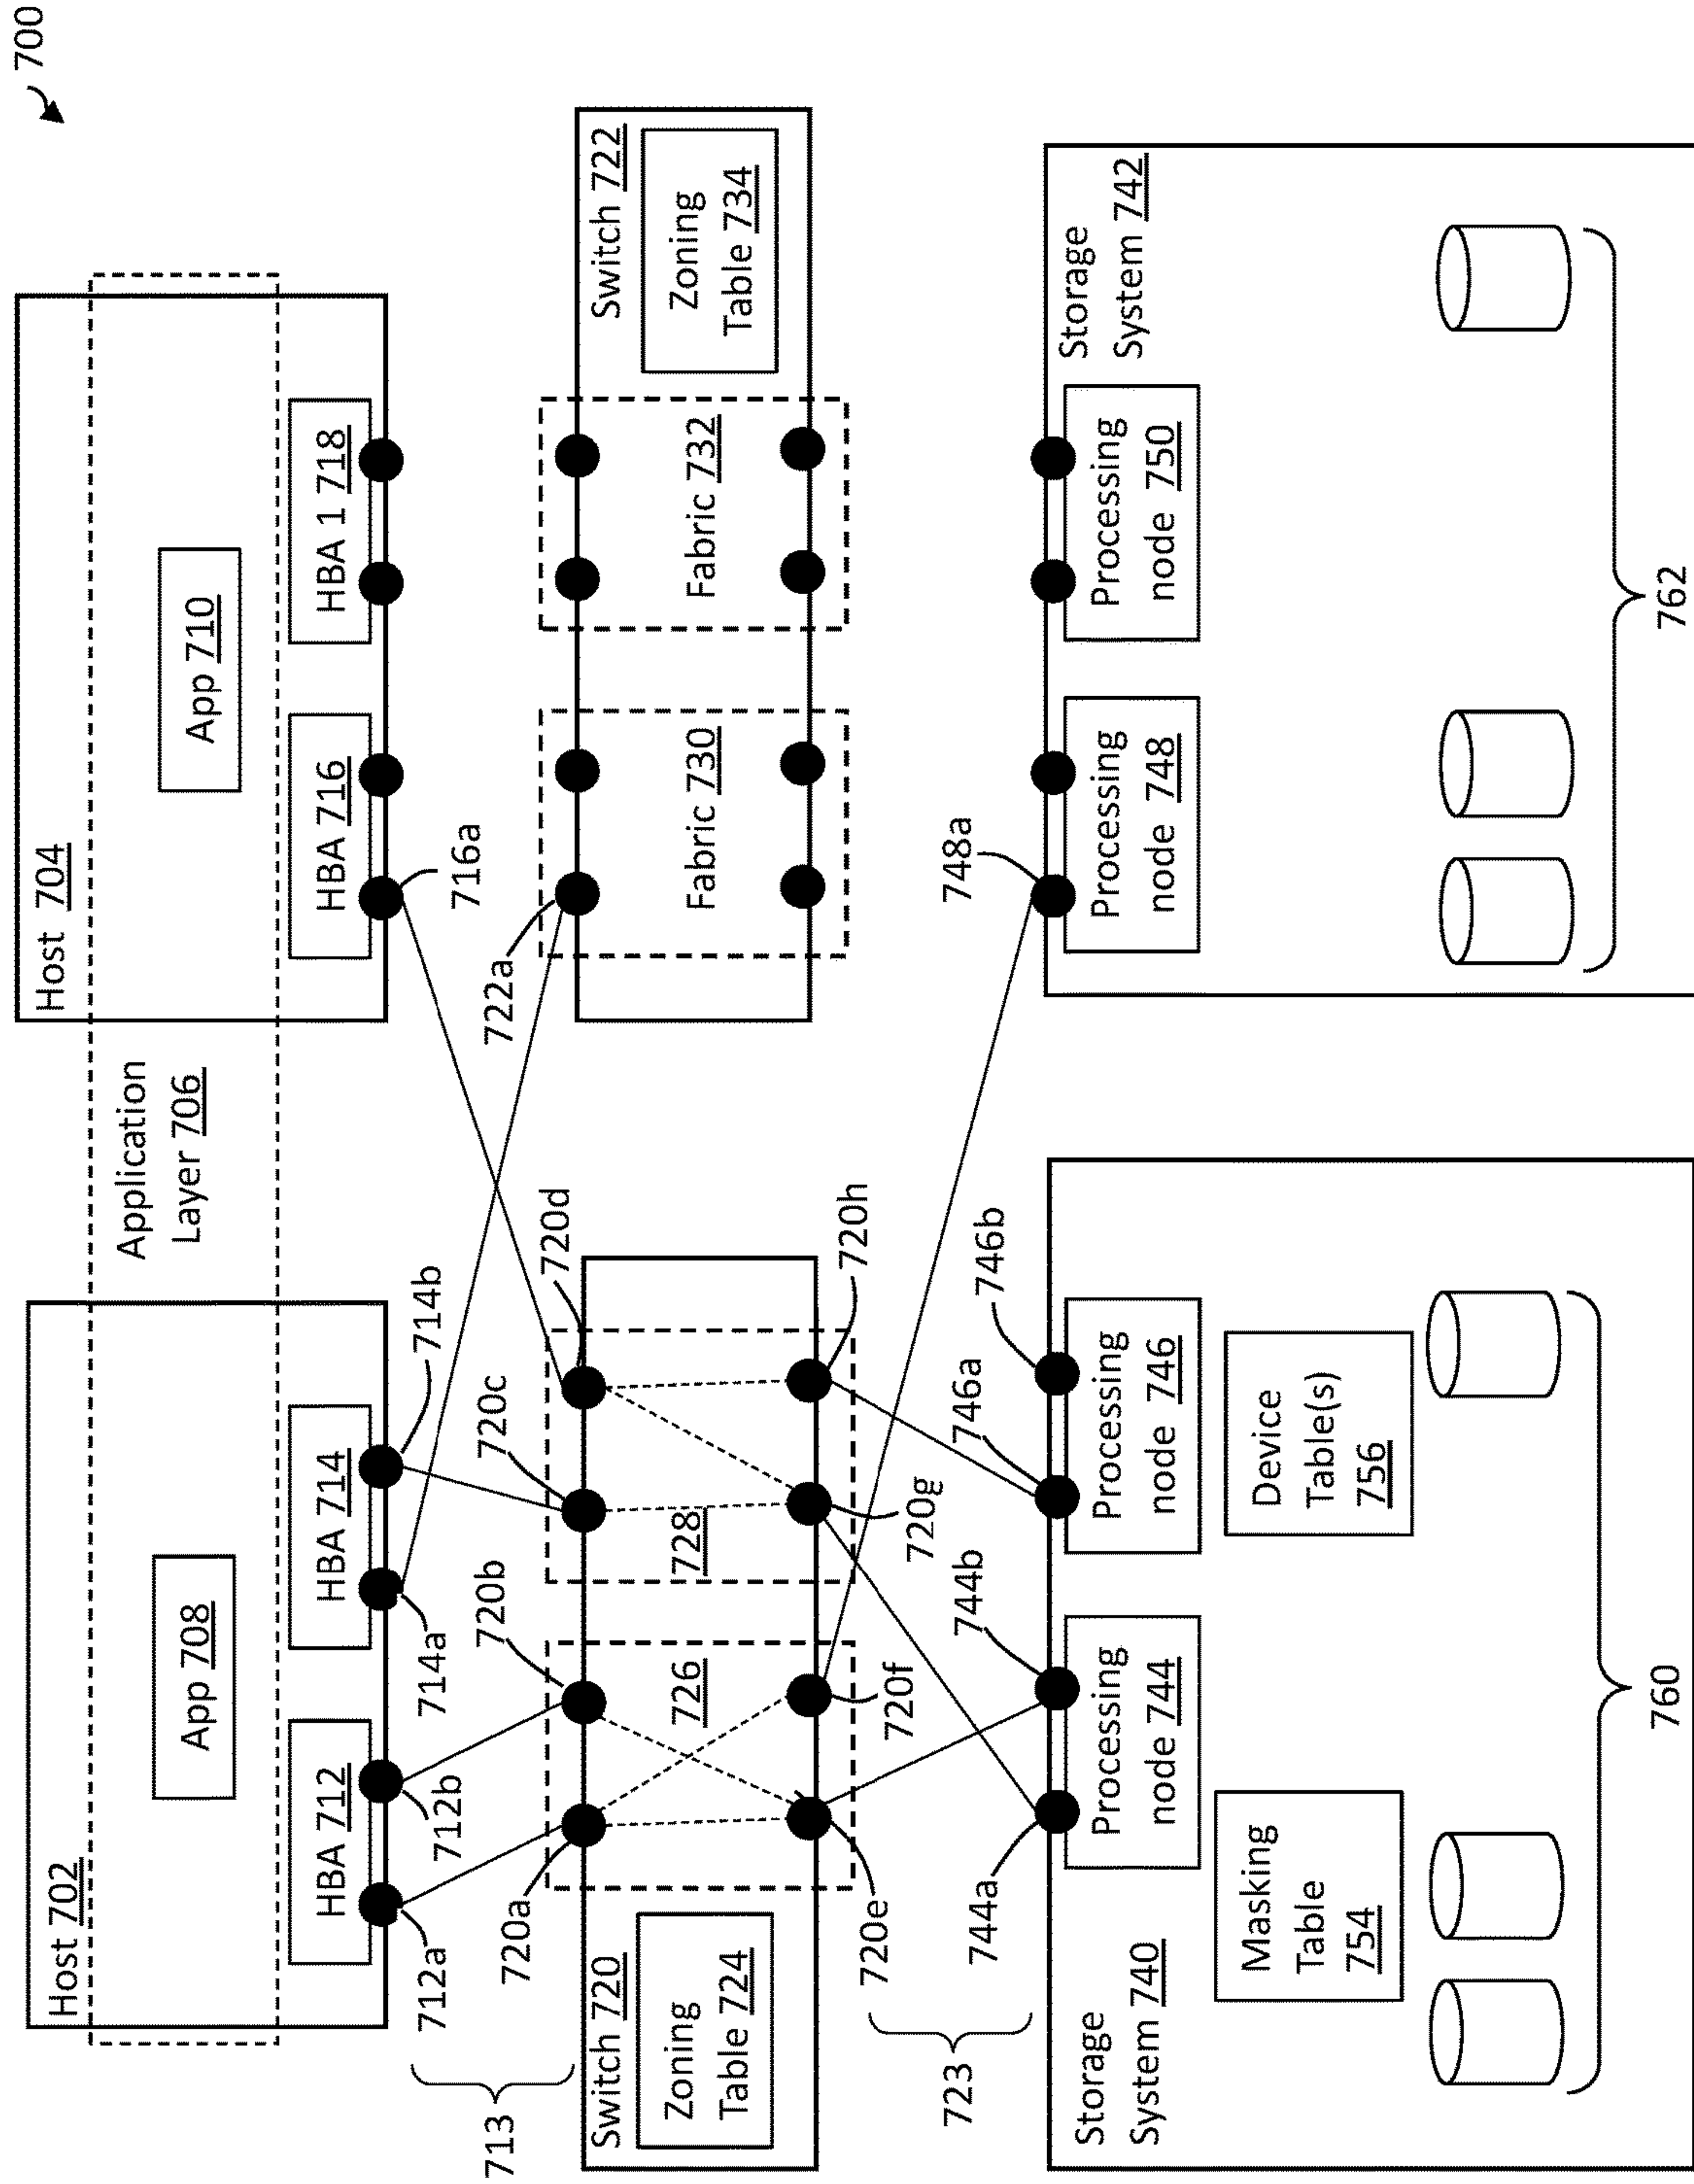 700
Host 702
Host 704
Application
Layer 706
App 708
App 710
HBA 712
HBA 714
HBA 716
HBA 1 718
712a
712b
714a
714b
716a
713
720a
720b
720c
720d
722a
Switch 720
Zoning
Table 724
726
728
Fabric 730
Fabric 732
Switch 722
Zoning
Table 734
720e
720f
720g
720h
723
744a
744b
746a
746b
748a
Storage
System 740
Processing
node 744
Processing
node 746
Masking
Table
754
Device
Table(s)
756
760
Processing
node 748
Processing
node 750
Storage
System 742
762